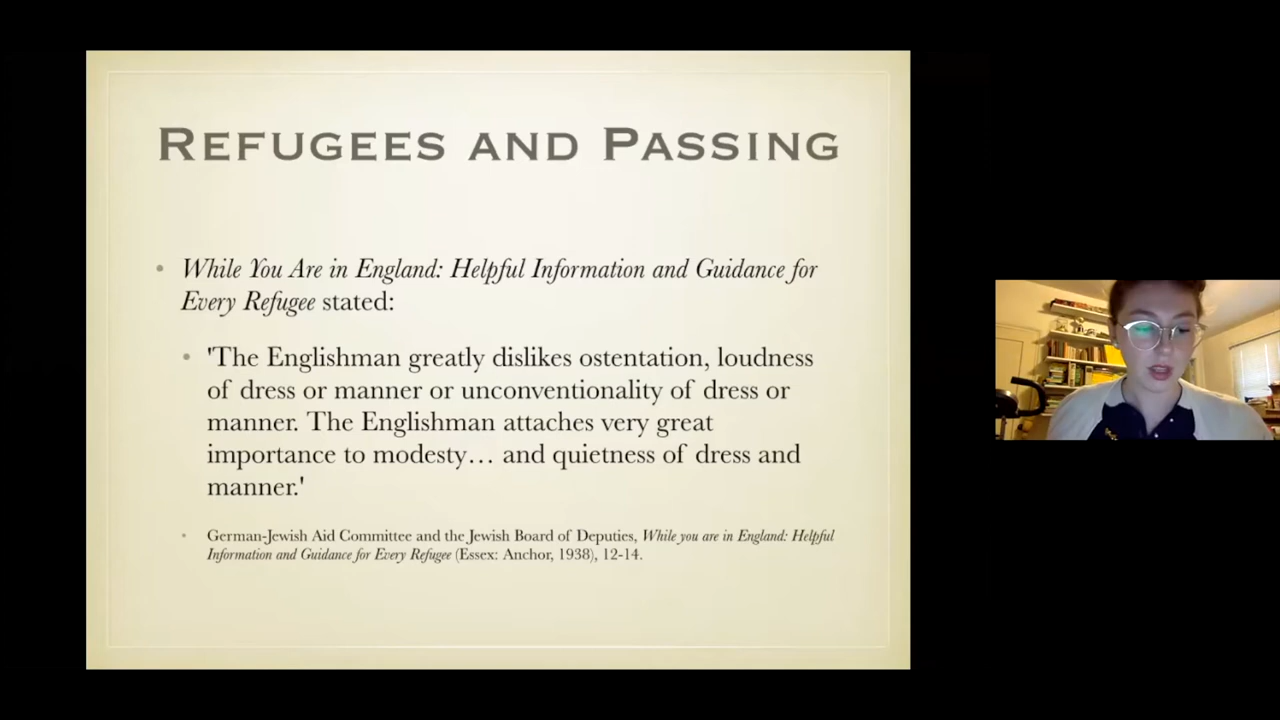 REFUGEES AND PASSING
• While You Are in England: Helpful Information and Guidance for
Every Refugee stated:
• 'The Englishman greatly dislikes ostentation, loudness
of dress or manner or unconventionality of dress or
manner. The Englishman attaches very great
importance to modesty… and quietness of dress and
manner.'
• German-Jewish Aid Committee and the Jewish Board of Deputies, While you are in England: Helpful
Information and Guidance for Every Refugee (Essex: Anchor, 1938), 12-14.